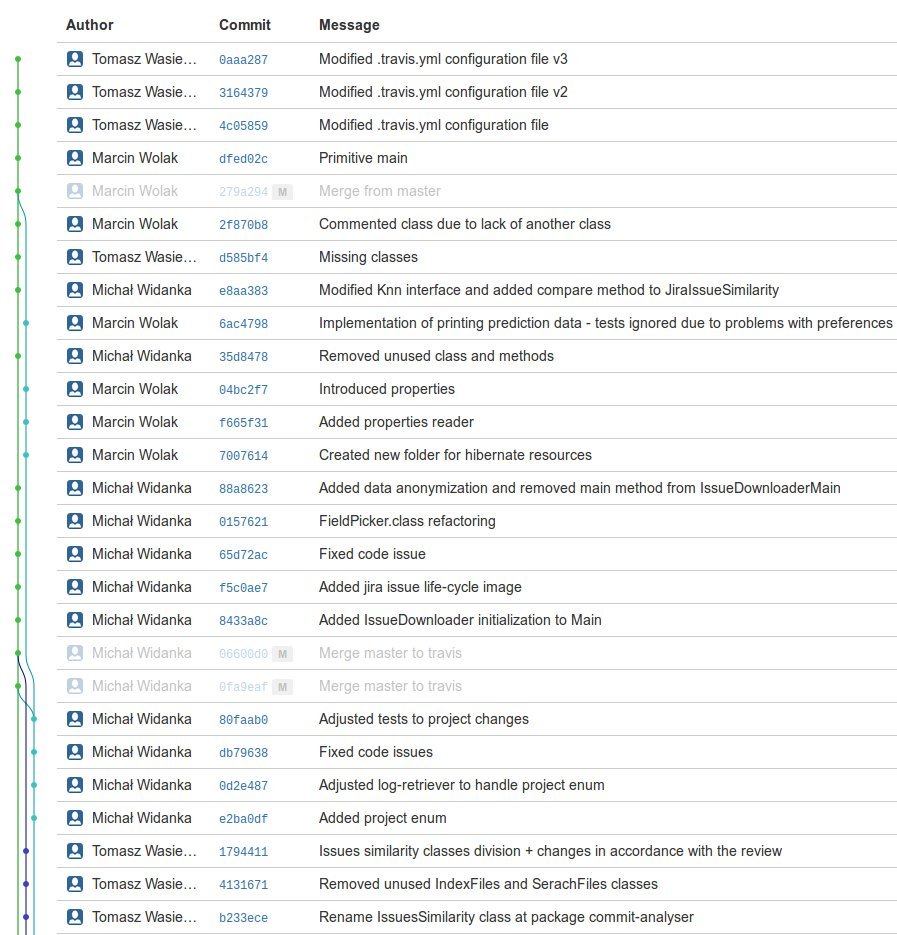 Author Commit Message
Tomasz Wasie… 0aaa287 Modified .travis.yml configuration file v3
Tomasz Wasie… 3164379 Modified .travis.yml configuration file v2
Tomasz Wasie… 4c05859 Modified .travis.yml configuration file
Marcin Wolak dfed02c Primitive main
Marcin Wolak 279a294 M Merge from master
Marcin Wolak 2f870b8 Commented class due to lack of another class
Tomasz Wasie… d585bf4 Missing classes
Michał Widanka e8aa383 Modified Knn interface and added compare method to JiraIssueSimilarity
Marcin Wolak 6ac4798 Implementation of printing prediction data - tests ignored due to problems with preferences
Michał Widanka 35d8478 Removed unused class and methods
Marcin Wolak 04bc2f7 Introduced properties
Marcin Wolak f665f31 Added properties reader
Marcin Wolak 7007614 Created new folder for hibernate resources
Michał Widanka 88a8623 Added data anonymization and removed main method from IssueDownloaderMain
Michał Widanka 0157621 FieldPicker.class refactoring
Michał Widanka 65d72ac Fixed code issue
Michał Widanka f5c0ae7 Added jira issue life-cycle image
Michał Widanka 8433a8c Added IssueDownloader initialization to Main
Michał Widanka 06600d0 M Merge master to travis
Michał Widanka 0fa9eaf M Merge master to travis
Michał Widanka 80faab0 Adjusted tests to project changes
Michał Widanka db79638 Fixed code issues
Michał Widanka 0d2e487 Adjusted log-retriever to handle project enum
Michał Widanka e2ba0df Added project enum
Tomasz Wasie… 1794411 Issues similarity classes division + changes in accordance with the review
Tomasz Wasie… 4131671 Removed unused IndexFiles and SerachFiles classes
Tomasz Wasie… b233ece Rename IssuesSimilarity class at package commit-analyser